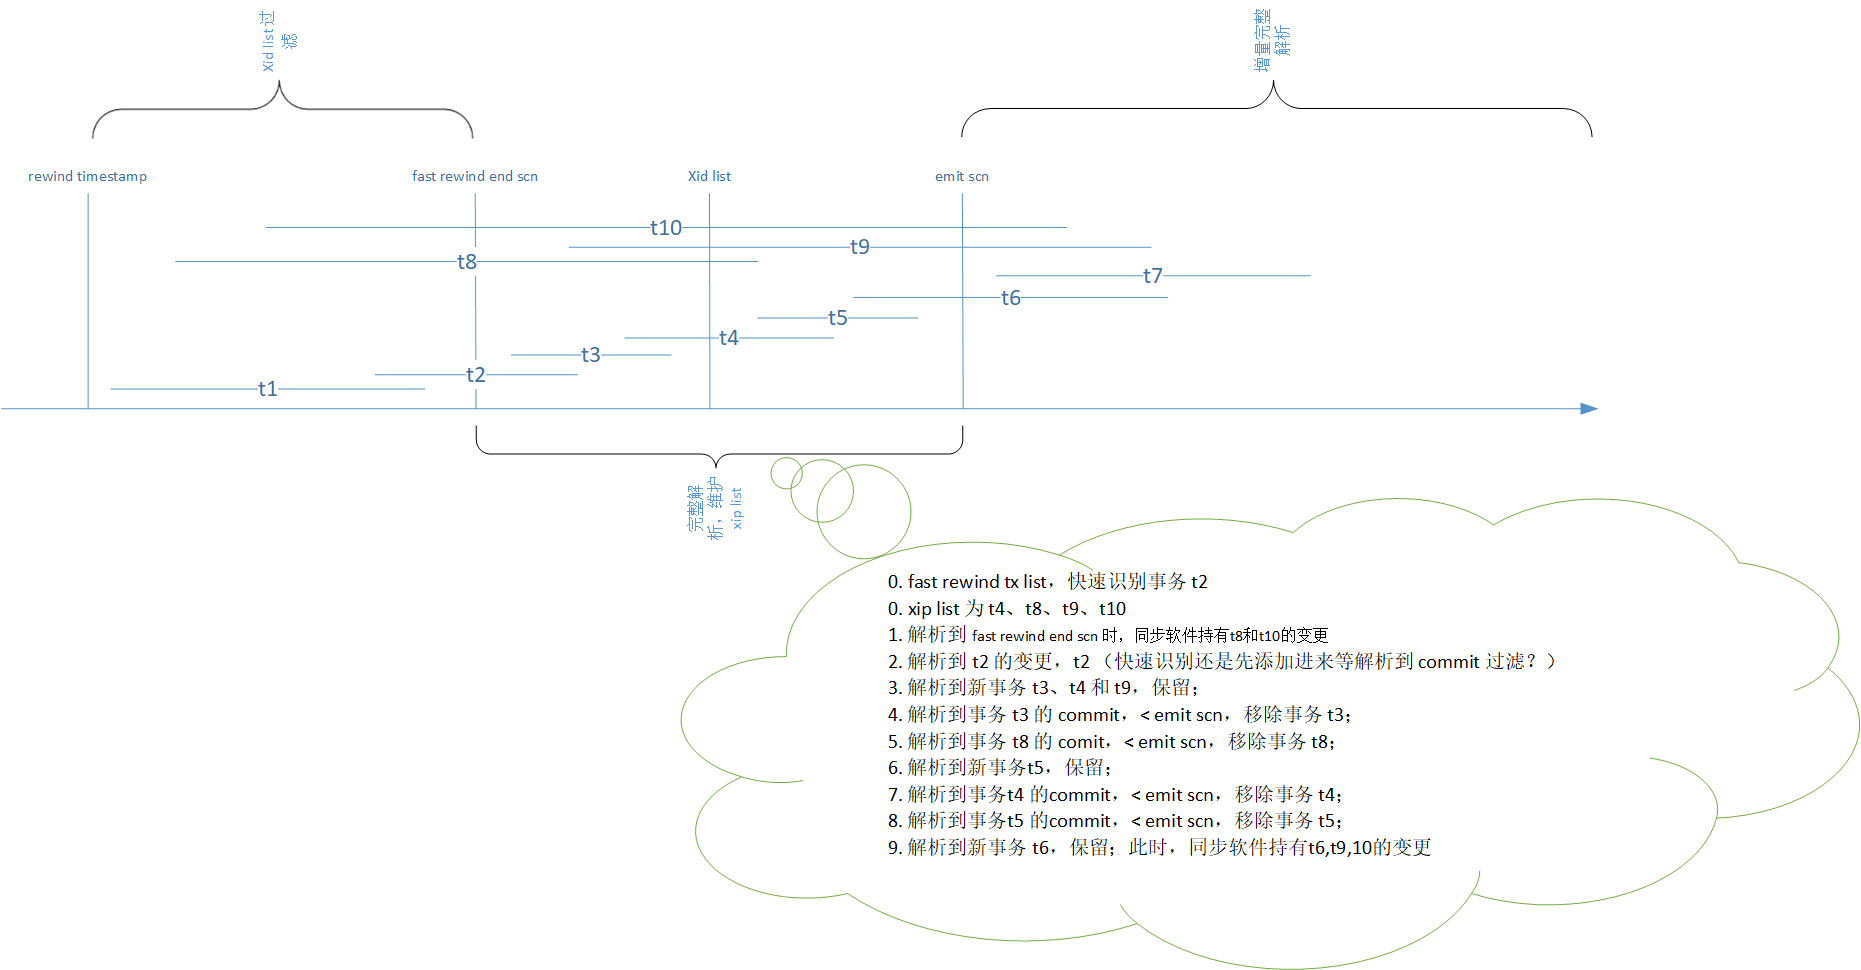 Xid list 过
滤
增量完整
解析
rewind timestamp
fast rewind end scn
Xid list
emit scn
t10
t9
t8
t7
t6
t5
t4
t3
t2
t1
完整解
析，维护
xip list
0. fast rewind tx list，快速识别事务 t2
0. xip list 为 t4、t8、t9、t10
1. 解析到 fast rewind end scn 时，同步软件持有t8和t10的变更
2. 解析到 t2 的变更，t2（快速识别还是先添加进来等解析到 commit 过滤？）
3. 解析到新事务 t3、t4 和 t9，保留；
4. 解析到事务 t3 的 commit，< emit scn，移除事务 t3；
5. 解析到事务 t8 的 comit，< emit scn，移除事务 t8；
6. 解析到新事务t5，保留；
7. 解析到事务t4 的commit，< emit scn，移除事务 t4；
8. 解析到事务t5 的commit，< emit scn，移除事务 t5；
9. 解析到新事务 t6，保留；此时，同步软件持有t6,t9,10的变更